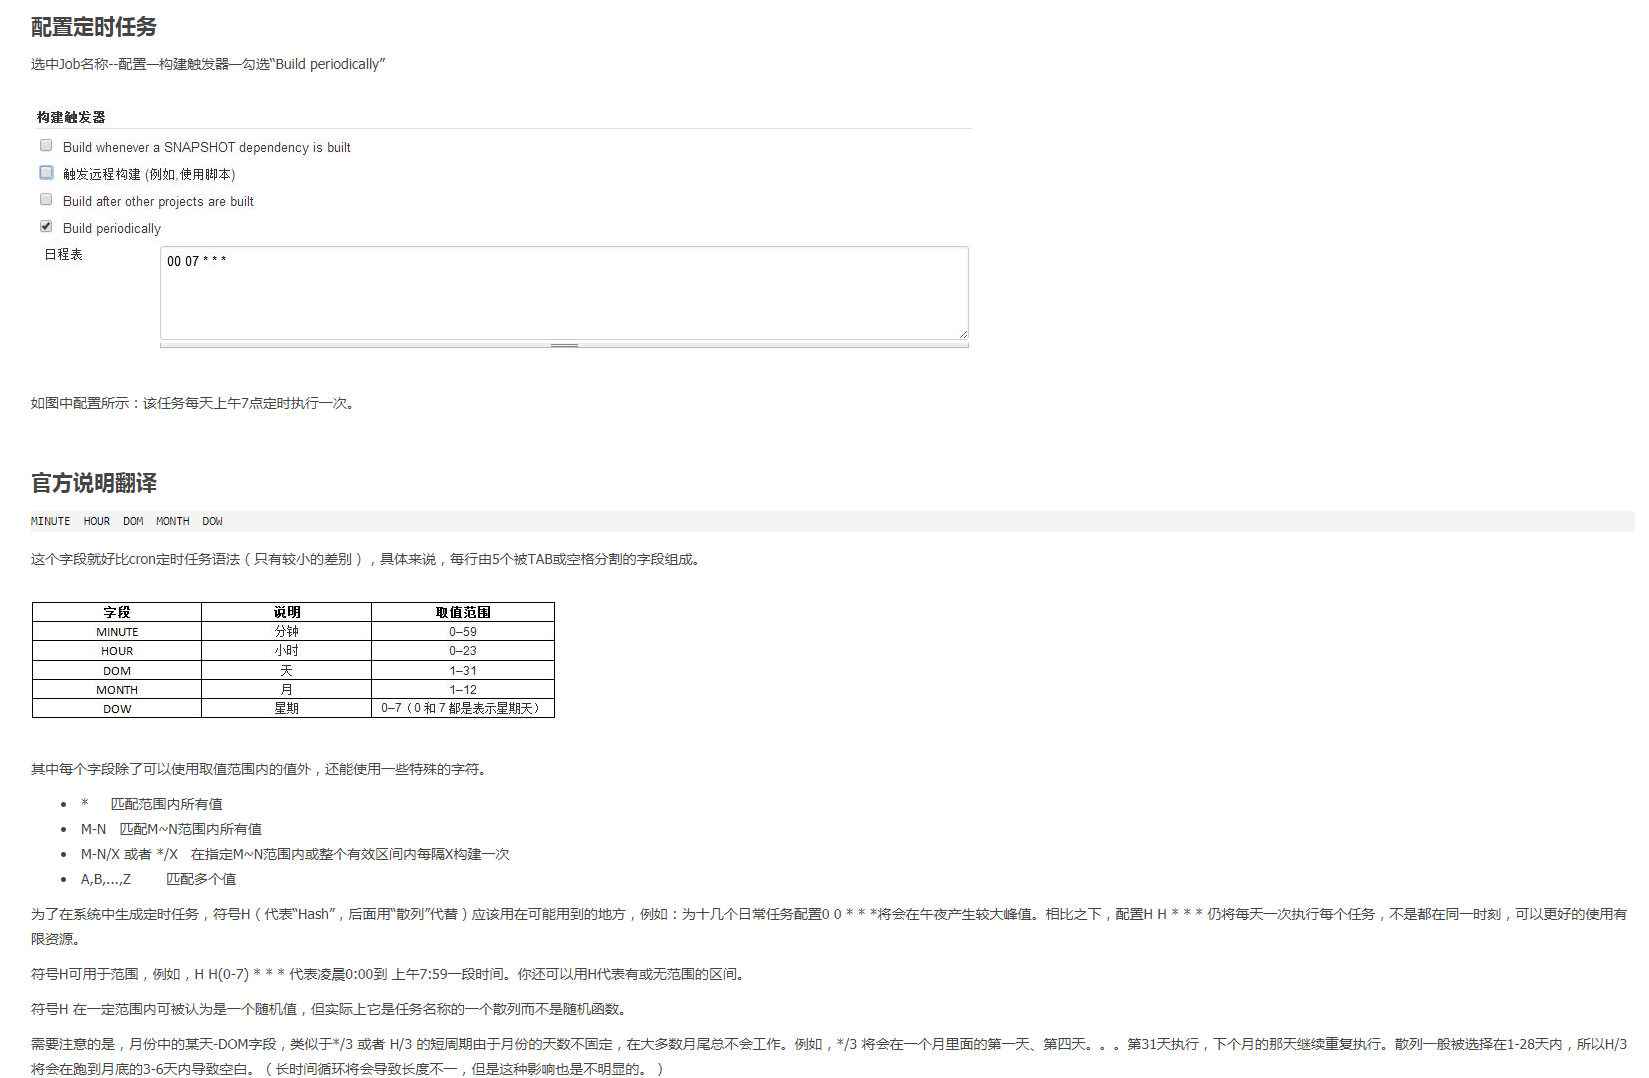 配置定时任务
选中Job名称--配置—构建触发器—勾选“Build periodically”
构建触发器
Build whenever a SNAPSHOT dependency is built
触发远程构建 (例如,使用脚本)
Build after other projects are built
Build periodically
日程表
00 07 * * *
如图中配置所示：该任务每天上午7点定时执行一次。
官方说明翻译
MINUTE HOUR DOM MONTH DOW
这个字段就好比cron定时任务语法（只有较小的差别），具体来说，每行由5个被TAB或空格分割的字段组成。
字段 说明 取值范围
MINUTE 分钟 0–59
HOUR 小时 0–23
DOM 天 1–31
MONTH 月 1–12
DOW 星期 0–7（0 和 7 都是表示星期天）
其中每个字段除了可以使用取值范围内的值外，还能使用一些特殊的字符。
• * 匹配范围内所有值
• M-N 匹配M~N范围内所有值
• M-N/X 或者 */X 在指定M~N范围内或整个有效区间内每隔X构建一次
• A,B,...,Z 匹配多个值
为了在系统中生成定时任务，符号H（代表“Hash”，后面用“散列”代替）应该用在可能用到的地方，例如：为十几个日常任务配置0 0 * * *将会在午夜产生较大峰值。相比之下，配置H H * * * 仍将每天一次执行每个任务，不是都在同一时刻，可以更好的使用有
限资源。
符号H可用于范围，例如，H H(0-7) * * * 代表凌晨0:00到 上午7:59一段时间。你还可以用H代表有或无范围的区间。
符号H 在一定范围内可被认为是一个随机值，但实际上它是任务名称的一个散列而不是随机函数。
需要注意的是，月份中的某天-DOM字段，类似于*/3 或者 H/3 的短周期由于月份的天数不固定，在大多数月尾总不会工作。例如，*/3 将会在一个月里面的第一天、第四天。。。第31天执行，下个月的那天继续重复执行。散列一般被选择在1-28天内，所以H/3
将会在跑到月底的3-6天内导致空白。（长时间循环将会导致长度不一，但是这种影响也是不明显的。）